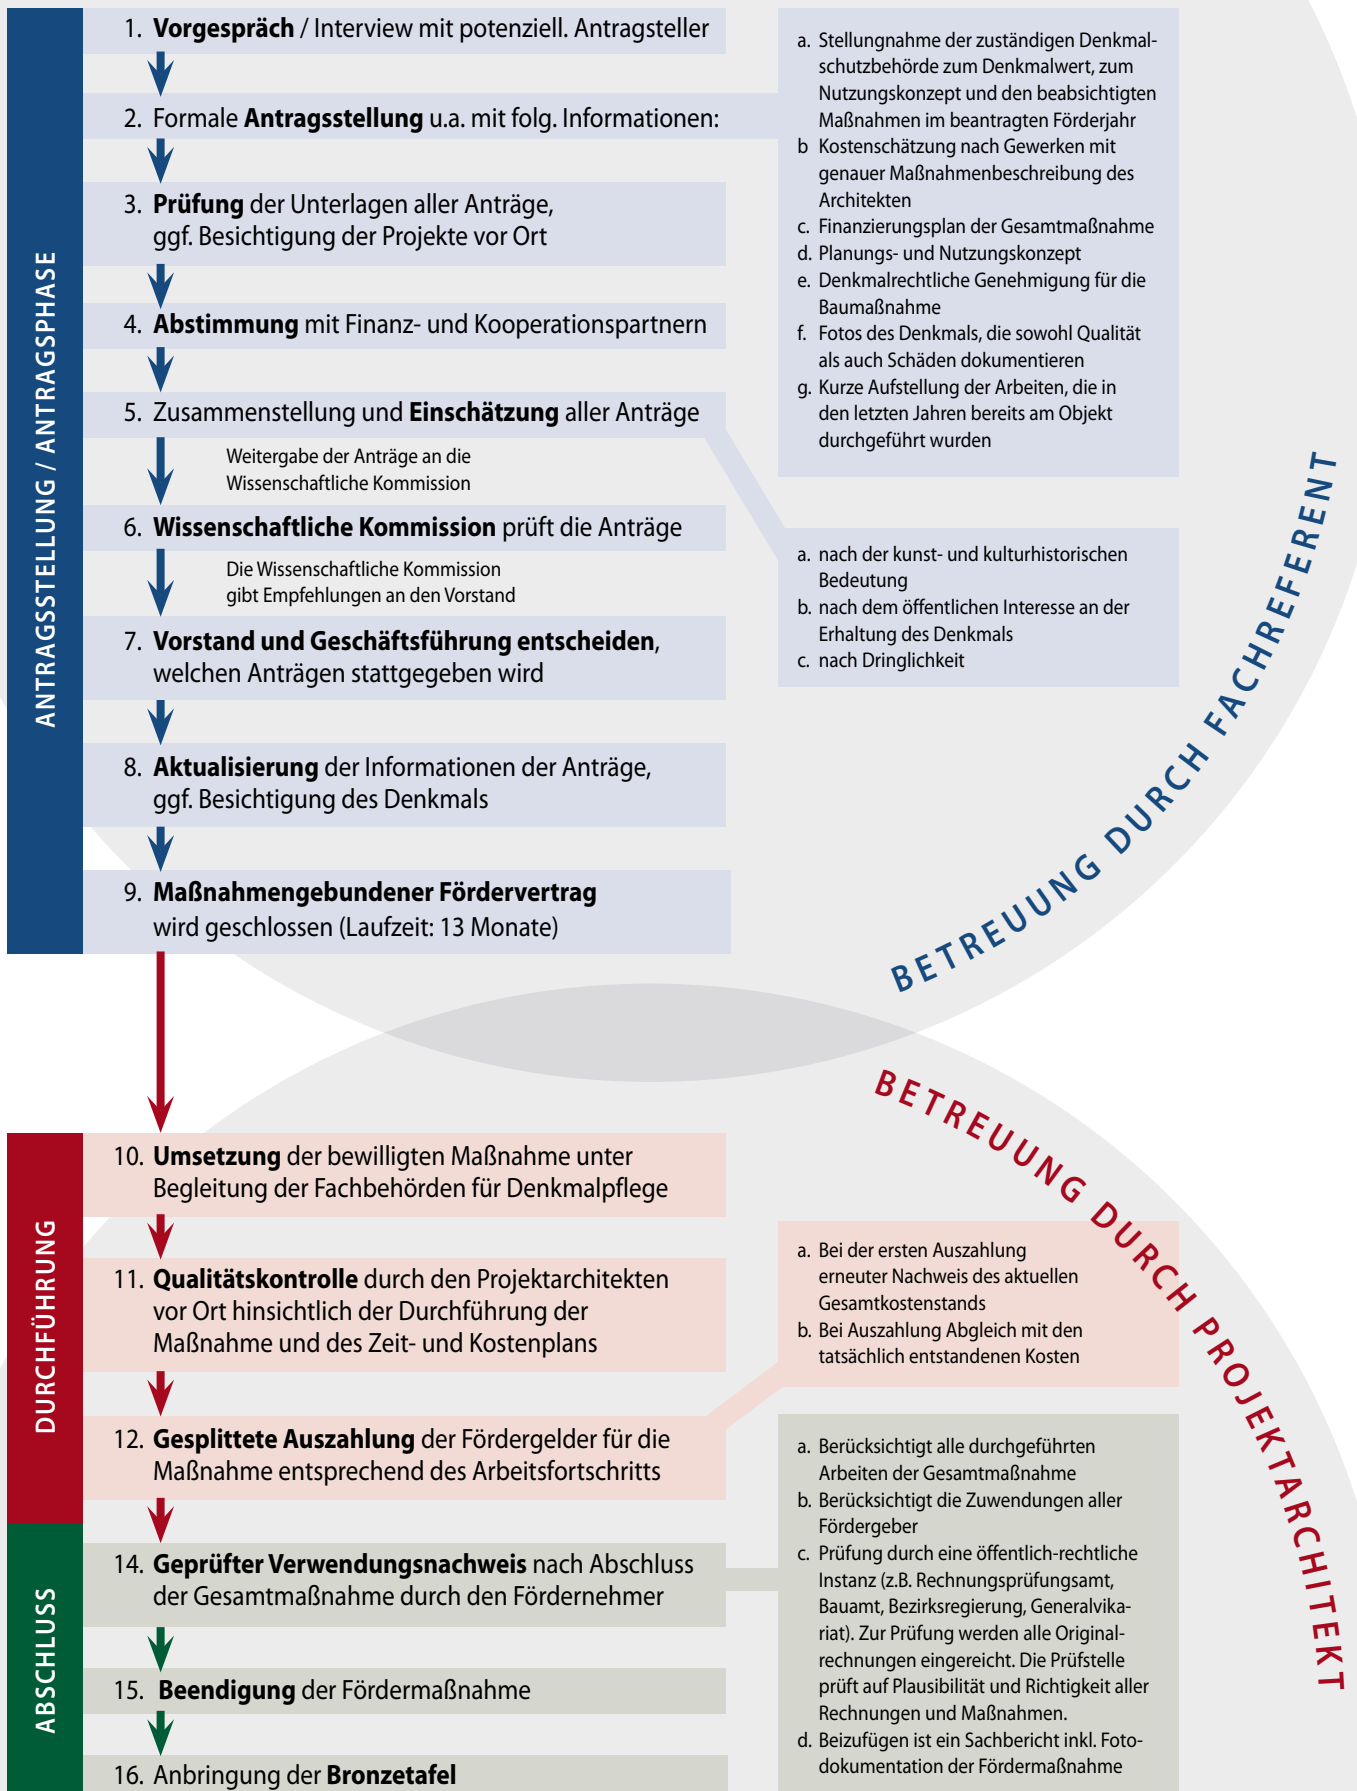 ANTRAGSSTELLUNG / ANTRAGSPHASE
1. Vorgespräch / Interview mit potenziell. Antragsteller
2. Formale Antragsstellung u.a. mit folg. Informationen:
a. Stellungnahme der zuständigen Denkmal-
schutzbehörde zum Denkmalwert, zum
Nutzungskonzept und den beabsichtigten
Maßnahmen im beantragten Förderjahr
b Kostenschätzung nach Gewerken mit
genauer Maßnahmenbeschreibung des
Architekten
c. Finanzierungsplan der Gesamtmaßnahme
d. Planungs- und Nutzungskonzept
e. Denkmalrechtliche Genehmigung für die
Baumaßnahme
f. Fotos des Denkmals, die sowohl Qualität
als auch Schäden dokumentieren
g. Kurze Aufstellung der Arbeiten, die in
den letzten Jahren bereits am Objekt
durchgeführt wurden
3. Prüfung der Unterlagen aller Anträge,
ggf. Besichtigung der Projekte vor Ort
4. Abstimmung mit Finanz- und Kooperationspartnern
5. Zusammenstellung und Einschätzung aller Anträge
a. nach der kunst- und kulturhistorischen
Bedeutung
b. nach dem öffentlichen Interesse an der
Erhaltung des Denkmals
c. nach Dringlichkeit
Weitergabe der Anträge an die
Wissenschaftliche Kommission
6. Wissenschaftliche Kommission prüft die Anträge
Die Wissenschaftliche Kommission
gibt Empfehlungen an den Vorstand
7. Vorstand und Geschäftsführung entscheiden,
welchen Anträgen stattgegeben wird
8. Aktualisierung der Informationen der Anträge,
ggf. Besichtigung des Denkmals
9. Maßnahmengebundener Fördervertrag
wird geschlossen (Laufzeit: 13 Monate)
BETREUUNG DURCH FACHREFERENT
DURCHFÜHRUNG
10. Umsetzung der bewilligten Maßnahme unter
Begleitung der Fachbehörden für Denkmalpflege
11. Qualitätskontrolle durch den Projektarchitekten
vor Ort hinsichtlich der Durchführung der
Maßnahme und des Zeit- und Kostenplans
12. Gesplittete Auszahlung der Fördergelder für die
Maßnahme entsprechend des Arbeitsfortschritts
a. Bei der ersten Auszahlung
erneuter Nachweis des aktuellen
Gesamtkostenstands
b. Bei Auszahlung Abgleich mit den
tatsächlich entstandenen Kosten
BETREUUNG DURCH PROJEKTARCHITEKT
ABSCHLUSS
14. Geprüfter Verwendungsnachweis nach Abschluss
der Gesamtmaßnahme durch den Fördernehmer
a. Berücksichtigt alle durchgeführten
Arbeiten der Gesamtmaßnahme
b. Berücksichtigt die Zuwendungen aller
Fördergeber
c. Prüfung durch eine öffentlich-rechtliche
Instanz (z.B. Rechnungsprüfungsamt,
Bauamt, Bezirksregierung, Generalvika-
riat). Zur Prüfung werden alle Original-
rechnungen eingereicht. Die Prüfstelle
prüft auf Plausibilität und Richtigkeit aller
Rechnungen und Maßnahmen.
d. Beizufügen ist ein Sachbericht inkl. Foto-
dokumentation der Fördermaßnahme
15. Beendigung der Fördermaßnahme
16. Anbringung der Bronzetafel